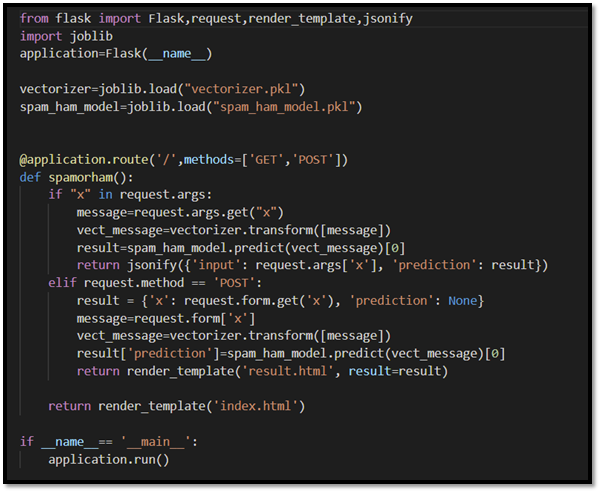 from flask import Flask,request,render_template,jsonify
import joblib
application=Flask(__name__)

vectorizer=joblib.load("vectorizer.pkl")
spam_ham_model=joblib.load("spam_ham_model.pkl")


@application.route('/',methods=['GET','POST'])
def spamorham():
    if "x" in request.args:
        message=request.args.get("x")
        vect_message=vectorizer.transform([message])
        result=spam_ham_model.predict(vect_message)[0]
        return jsonify({'input': request.args['x'], 'prediction': result})
    elif request.method == 'POST':
        result = {'x': request.form.get('x'), 'prediction': None}
        message=request.form['x']
        vect_message=vectorizer.transform([message])
        result['prediction']=spam_ham_model.predict(vect_message)[0]
        return render_template('result.html', result=result)

    return render_template('index.html')

if __name__== '__main__':
    application.run()